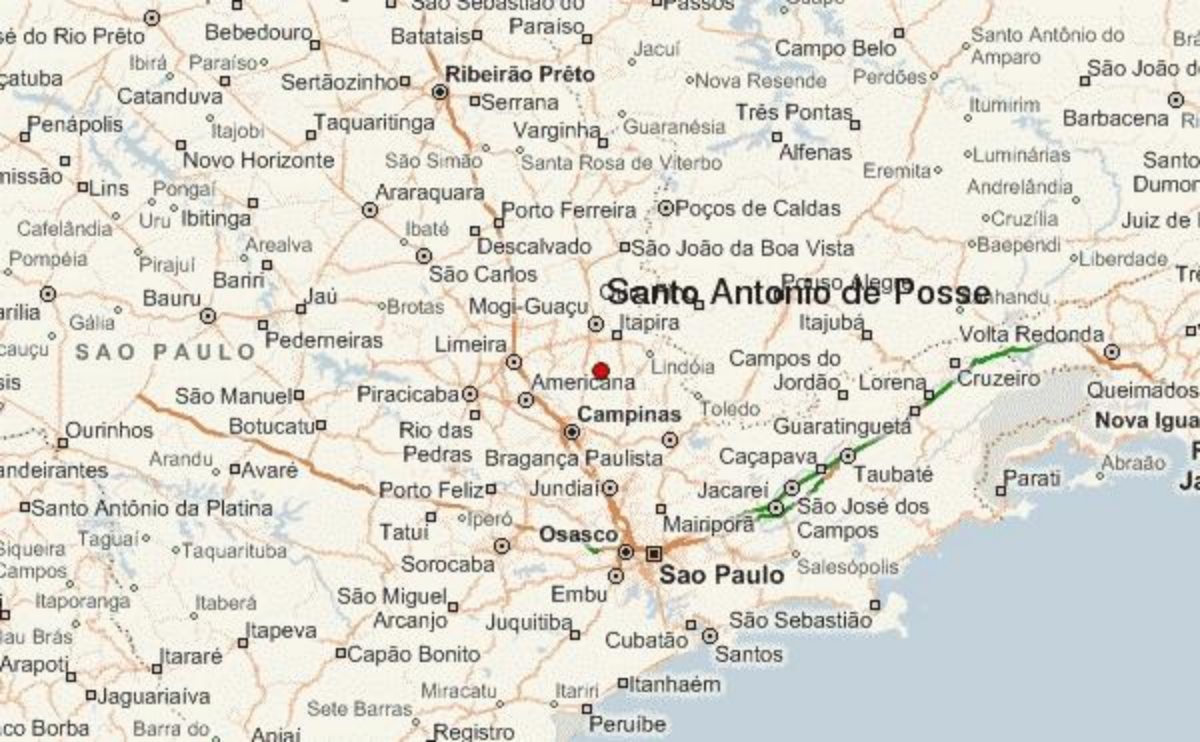 São Sebastião do
Paraíso
Passos
sé do Rio Prêto
Bebedouro
Batatais
Jacuí
Campo Belo
Santo Antônio do
Amparo
Ibirá
Paraíso
Sertãozinho
Ribeirão Prêto
Nova Resende
Perdões
São João de
çatuba
Catanduva
Serrana
Três Pontas
Itumirim
Barbacena
Penápolis
Itajobi
Taquaritinga
Varginha
Guaranésia
Alfenas
Novo Horizonte
São Simão
Santa Rosa de Viterbo
Eremita
Luminárias
Santo
Dumon
missão
Lins
Pongaí
Araraquara
Andrelândia
Uru
Ibitinga
Porto Ferreira
Poços de Caldas
Cruzília
Juiz de
Cafelândia
Ibaté
Descalvado
São João da Boa Vista
Baependi
Arealva
Pompéia
Pirajuí
Bariri
São Carlos
Liberdade
Santo Antonio de Posse
Pouso Alegre
Bauru
Jaú
Brotas
Mogi-Guaçu
arília
Gália
Itapira
Itajubá
Volta Redonda
cauçu
SAO PAULO
Pederneiras
Limeira
Lindóia
Campos do
Jordão
Lorena
Cruzeiro
sis
São Manuel
Piracicaba
Americana
Queimados
Toledo
Ourinhos
Botucatu
Rio das
Pedras
Campinas
Guaratinguetá
Nova Igua
andeirantes
Arandu
Avaré
Bragança Paulista
Caçapava
Taubaté
Abraão
Parati
Porto Feliz
Jundiaí
Jacareí
Santo Antônio da Platina
Iperó
São José dos
Campos
Tatuí
Mairiporã
Taguaí
Taquarituba
Osasco
Siqueira
Campos
Sorocaba
Sao Paulo
Salesópolis
Itaporanga
Itaberá
São Miguel
Arcanjo
Embu
Juquitiba
Cubatão
São Sebastião
lau Brás
Itapeva
Santos
Arapoti
Itararé
Capão Bonito
Jaguariaíva
Miracatu
Itariri
Itanhaém
Sete Barras
Peruíbe
co Borba
Barra do
Apiaí
Registro